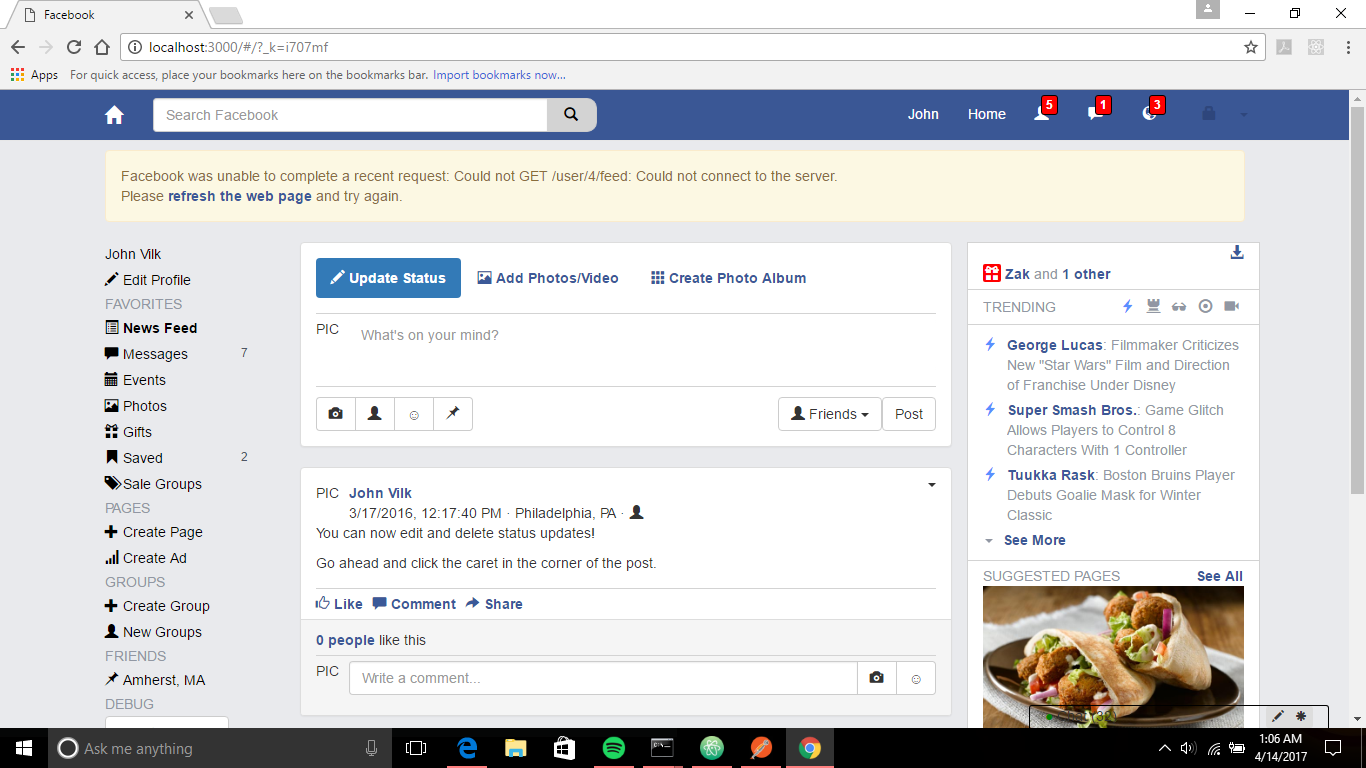 Facebook
localhost:3000/#/?_k=i707mf
Apps For quick access, place your bookmarks here on the bookmarks bar. Import bookmarks now...
Search Facebook
John Home 5 1 3
Facebook was unable to complete a recent request: Could not GET /user/4/feed: Could not connect to the server.
Please refresh the web page and try again.
John Vilk
Edit Profile
FAVORITES
News Feed
Messages 7
Events
Photos
Gifts
Saved 2
Sale Groups
PAGES
Create Page
Create Ad
GROUPS
Create Group
New Groups
FRIENDS
Amherst, MA
DEBUG
Update Status Add Photos/Video Create Photo Album
PIC What's on your mind?
Friends Post
PIC John Vilk
3/17/2016, 12:17:40 PM · Philadelphia, PA ·
You can now edit and delete status updates!
Go ahead and click the caret in the corner of the post.
Like Comment Share
0 people like this
PIC Write a comment...
Zak and 1 other
TRENDING
George Lucas: Filmmaker Criticizes
New "Star Wars" Film and Direction
of Franchise Under Disney
Super Smash Bros.: Game Glitch
Allows Players to Control 8
Characters With 1 Controller
Tuukka Rask: Boston Bruins Player
Debuts Goalie Mask for Winter
Classic
See More
SUGGESTED PAGES See All
Ask me anything
1:06 AM
4/14/2017